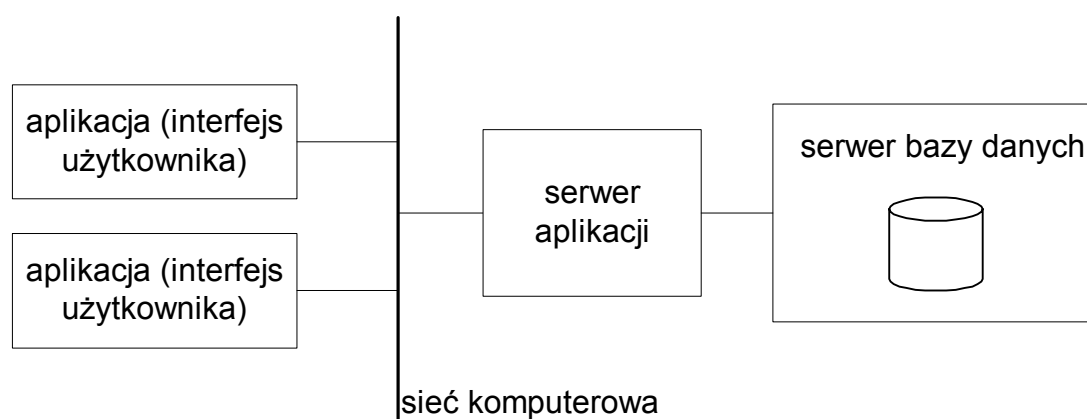 aplikacja (interfejs
użytkownika)
aplikacja (interfejs
użytkownika)
serwer
aplikacji
serwer bazy danych
sieć komputerowa